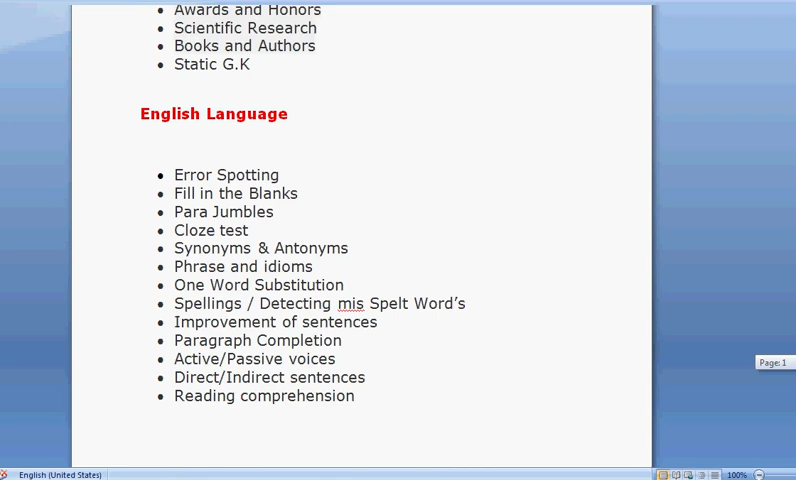 Awards and Honors
Scientific Research
Books and Authors
Static G.K
English Language
Error Spotting
Fill in the Blanks
Para Jumbles
Cloze test
Synonyms & Antonyms
Phrase and idioms
One Word Substitution
Spellings / Detecting mis Spelt Word's
Improvement of sentences
Paragraph Completion
Page: 1
Active/Passive voices
Direct/Indirect sentences
Reading comprehension
English (United States)
100%